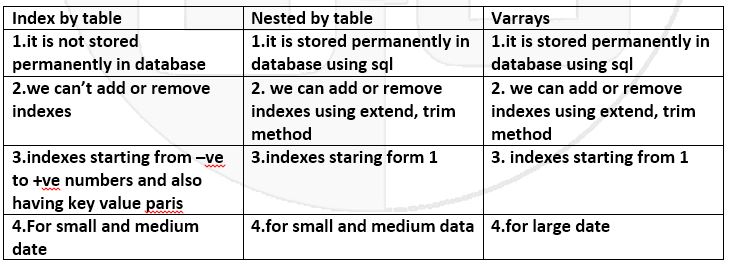 Index by table
Nested by table
Varrays
1.it is not stored
permanently in database
1.it is stored permanently in
database using sql
1.it is stored permanently in
database using sql
2.we can’t add or remove
indexes
2. we can add or remove
indexes using extend, trim
method
2. we can add or remove
indexes using extend, trim
method
3.indexes starting from –ve
to +ve numbers and also
having key value paris
3.indexes staring form 1
3. indexes starting from 1
4.For small and medium
date
4.for small and medium data
4.for large date